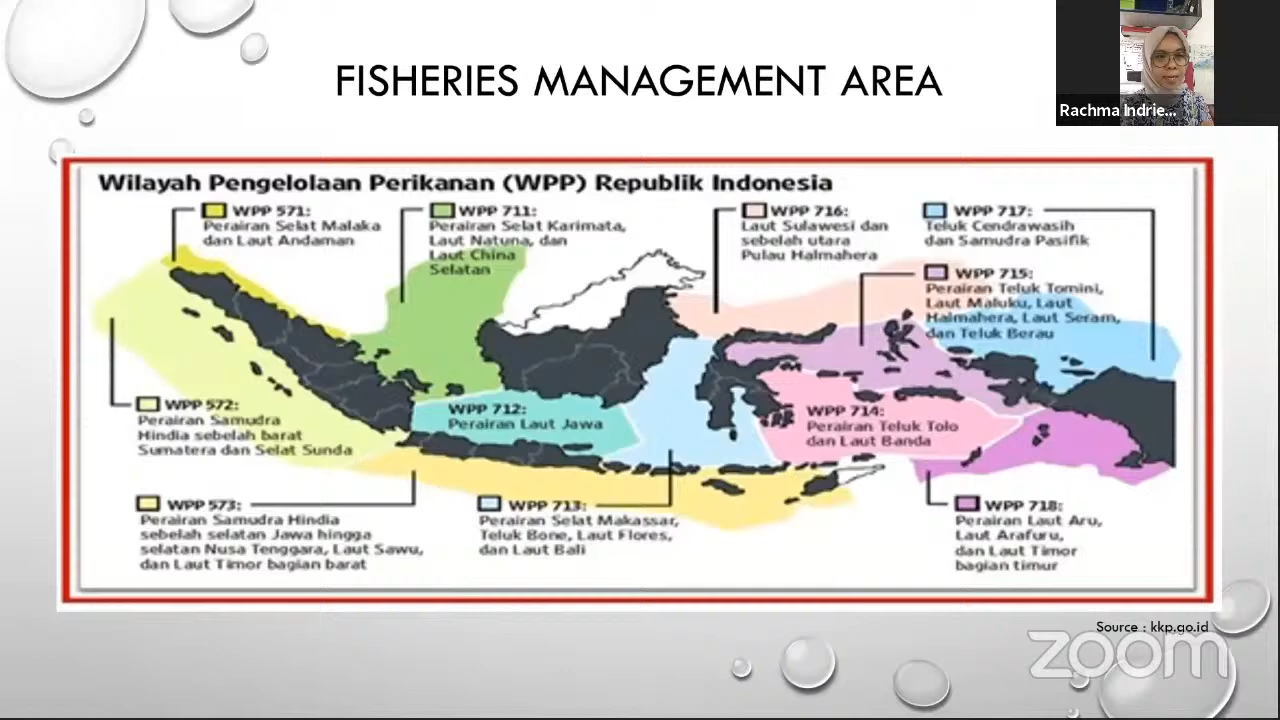 FISHERIES MANAGEMENT AREA
Rachma Indrie...
Wilayah Pengelolaan Perikanan (WPP) Republik Indonesia
WPP 571:
Perairan Selat Malaka
dan Laut Andaman
WPP 711:
Perairan Selat Karimata,
Laut Natuna, dan
Laut China
Selatan
WPP 716:
Laut Sulawesi dan
sebelah utara
Pulau Halmahera
WPP 717:
Teluk Cendrawasih
dan Samudra Pasifik
WPP 715:
Perairan Teluk Tomini,
Laut Maluku, Laut
Halmahera, Laut Seram,
dan Teluk Berau
WPP 572:
Perairan Samudra
Hindia sebelah barat
Sumatera dan Selat Sunda
WPP 712:
Perairan Laut Jawa
WPP 714:
Perairan Teluk Tolo
dan Laut Banda
WPP 573:
Perairan Samudra Hindia
sebelah selatan Jawa hingga
selatan Nusa Tenggara, Laut Sawu,
dan Laut Timor bagian barat
WPP 713:
Perairan Selat Makassar,
Teluk Bone, Laut Flores,
dan Laut Bali
WPP 718:
Perairan Laut Aru,
Laut Arafuru,
dan Laut Timor
bagian timur
Source : kkp.go.id
zoom